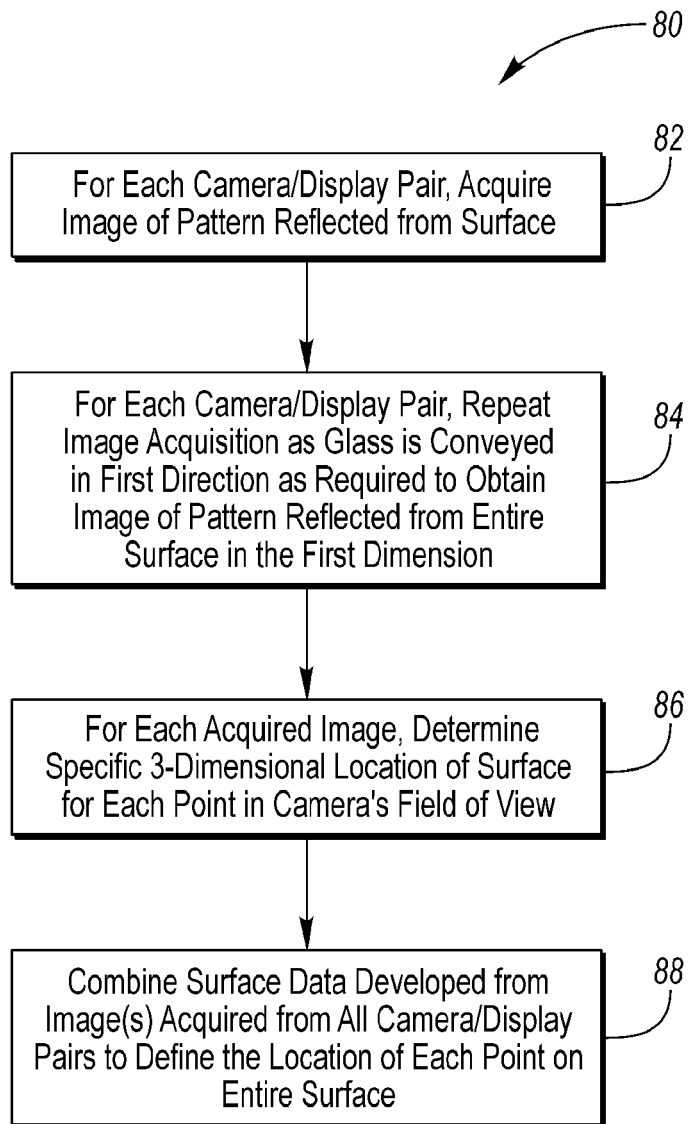 80
82
For Each Camera/Display Pair, Acquire
Image of Pattern Reflected from Surface
84
For Each Camera/Display Pair, Repeat
Image Acquisition as Glass is Conveyed
in First Direction as Required to Obtain
Image of Pattern Reflected from Entire
Surface in the First Dimension
86
For Each Acquired Image, Determine
Specific 3-Dimensional Location of Surface
for Each Point in Camera's Field of View
88
Combine Surface Data Developed from
Image(s) Acquired from All Camera/Display
Pairs to Define the Location of Each Point on
Entire Surface